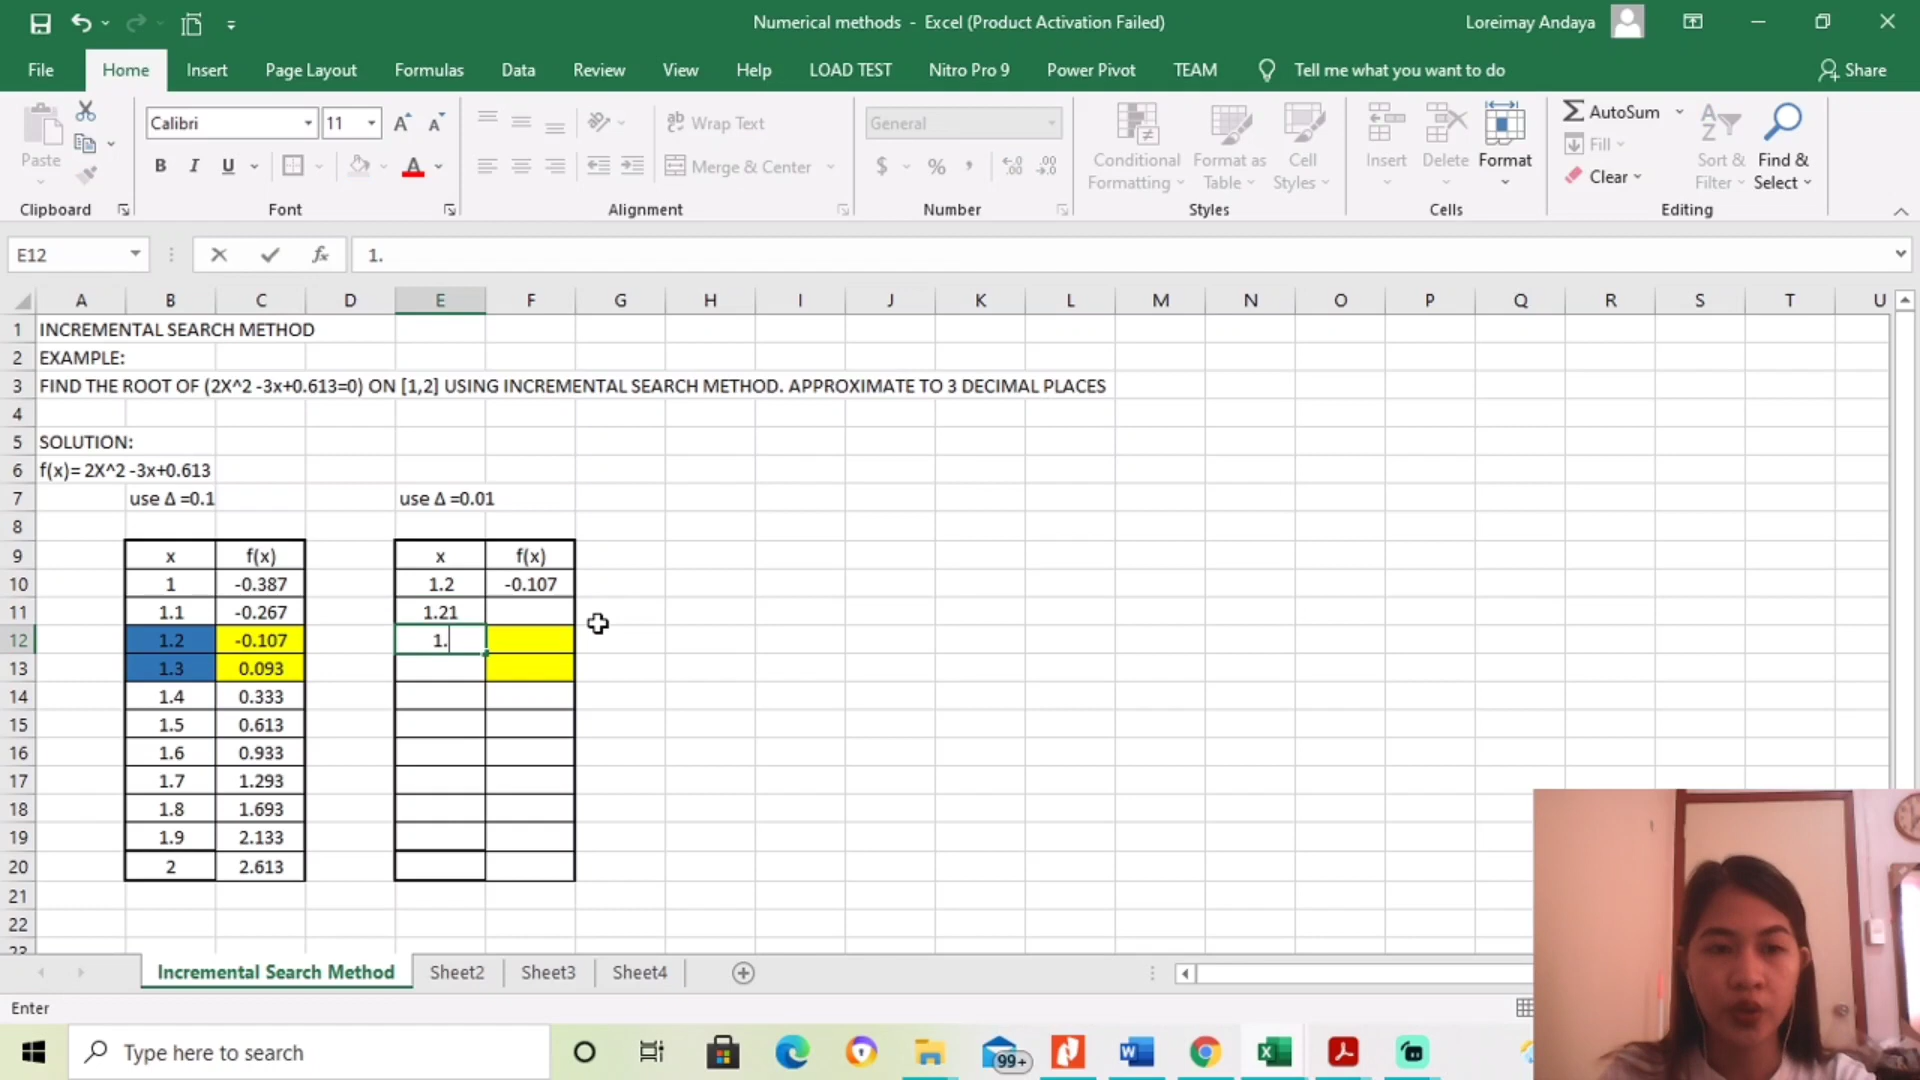 Numerical methods - Excel (Product Activation Failed)
Loreimay Andaya
File Home Insert Page Layout Formulas Data Review View Help LOAD TEST Nitro Pro 9 Power Pivot TEAM Tell me what you want to do Share
Paste
Clipboard
Calibri 11
B I U A
Font
Wrap Text
Merge & Center
Alignment
General
$ % ,
Number
Conditional Formatting
Format as Table
Cell Styles
Styles
Insert Delete Format
Cells
AutoSum
Fill
Clear
Sort & Filter
Find & Select
Editing
E12 fx 1.
A B C D E F G H I J K L M N O P Q R S T U
1 INCREMENTAL SEARCH METHOD
2 EXAMPLE:
3 FIND THE ROOT OF (2X^2 -3x+0.613=0) ON [1,2] USING INCREMENTAL SEARCH METHOD. APPROXIMATE TO 3 DECIMAL PLACES
4
5 SOLUTION:
6 f(x)= 2X^2 -3x+0.613
7 use Δ =0.1 use Δ =0.01
8
9 x f(x) x f(x)
10 1 -0.387 1.2 -0.107
11 1.1 -0.267 1.21
12 1.2 -0.107 1.
13 1.3 0.093
14 1.4 0.333
15 1.5 0.613
16 1.6 0.933
17 1.7 1.293
18 1.8 1.693
19 1.9 2.133
20 2 2.613
21
22
23
Incremental Search Method Sheet2 Sheet3 Sheet4
Enter
Type here to search
99+